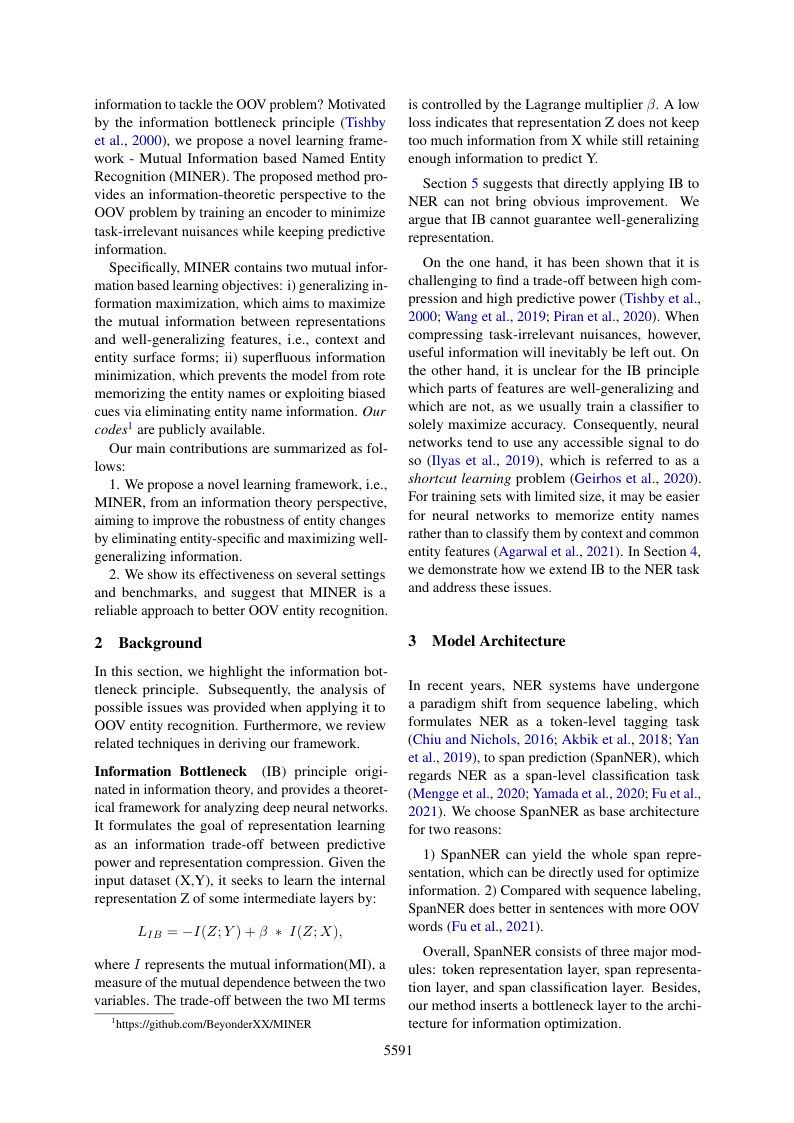 information to tackle the OOV problem? Motivated
by the information bottleneck principle (Tishby
et al., 2000), we propose a novel learning frame-
work - Mutual Information based Named Entity
Recognition (MINER). The proposed method pro-
vides an information-theoretic perspective to the
OOV problem by training an encoder to minimize
task-irrelevant nuisances while keeping predictive
information.
Specifically, MINER contains two mutual infor-
mation based learning objectives: i) generalizing in-
formation maximization, which aims to maximize
the mutual information between representations
and well-generalizing features, i.e., context and
entity surface forms; ii) superfluous information
minimization, which prevents the model from rote
memorizing the entity names or exploiting biased
cues via eliminating entity name information. Our
codes1 are publicly available.
Our main contributions are summarized as fol-
lows:
1. We propose a novel learning framework, i.e.,
MINER, from an information theory perspective,
aiming to improve the robustness of entity changes
by eliminating entity-specific and maximizing well-
generalizing information.
2. We show its effectiveness on several settings
and benchmarks, and suggest that MINER is a
reliable approach to better OOV entity recognition.
2 Background
In this section, we highlight the information bot-
tleneck principle. Subsequently, the analysis of
possible issues was provided when applying it to
OOV entity recognition. Furthermore, we review
related techniques in deriving our framework.
Information Bottleneck (IB) principle origi-
nated in information theory, and provides a theoret-
ical framework for analyzing deep neural networks.
It formulates the goal of representation learning
as an information trade-off between predictive
power and representation compression. Given the
input dataset (X,Y), it seeks to learn the internal
representation Z of some intermediate layers by:
L_{IB} = −I(Z; Y) + β ∗ I(Z; X),
where I represents the mutual information(MI), a
measure of the mutual dependence between the two
variables. The trade-off between the two MI terms
1https://github.com/BeyonderXX/MINER
is controlled by the Lagrange multiplier β. A low
loss indicates that representation Z does not keep
too much information from X while still retaining
enough information to predict Y.
Section 5 suggests that directly applying IB to
NER can not bring obvious improvement. We
argue that IB cannot guarantee well-generalizing
representation.
On the one hand, it has been shown that it is
challenging to find a trade-off between high com-
pression and high predictive power (Tishby et al.,
2000; Wang et al., 2019; Piran et al., 2020). When
compressing task-irrelevant nuisances, however,
useful information will inevitably be left out. On
the other hand, it is unclear for the IB principle
which parts of features are well-generalizing and
which are not, as we usually train a classifier to
solely maximize accuracy. Consequently, neural
networks tend to use any accessible signal to do
so (Ilyas et al., 2019), which is referred to as a
shortcut learning problem (Geirhos et al., 2020).
For training sets with limited size, it may be easier
for neural networks to memorize entity names
rather than to classify them by context and common
entity features (Agarwal et al., 2021). In Section 4,
we demonstrate how we extend IB to the NER task
and address these issues.
3 Model Architecture
In recent years, NER systems have undergone
a paradigm shift from sequence labeling, which
formulates NER as a token-level tagging task
(Chiu and Nichols, 2016; Akbik et al., 2018; Yan
et al., 2019), to span prediction (SpanNER), which
regards NER as a span-level classification task
(Mengge et al., 2020; Yamada et al., 2020; Fu et al.,
2021). We choose SpanNER as base architecture
for two reasons:
1) SpanNER can yield the whole span repre-
sentation, which can be directly used for optimize
information. 2) Compared with sequence labeling,
SpanNER does better in sentences with more OOV
words (Fu et al., 2021).
Overall, SpanNER consists of three major mod-
ules: token representation layer, span representa-
tion layer, and span classification layer. Besides,
our method inserts a bottleneck layer to the archi-
tecture for information optimization.
5591